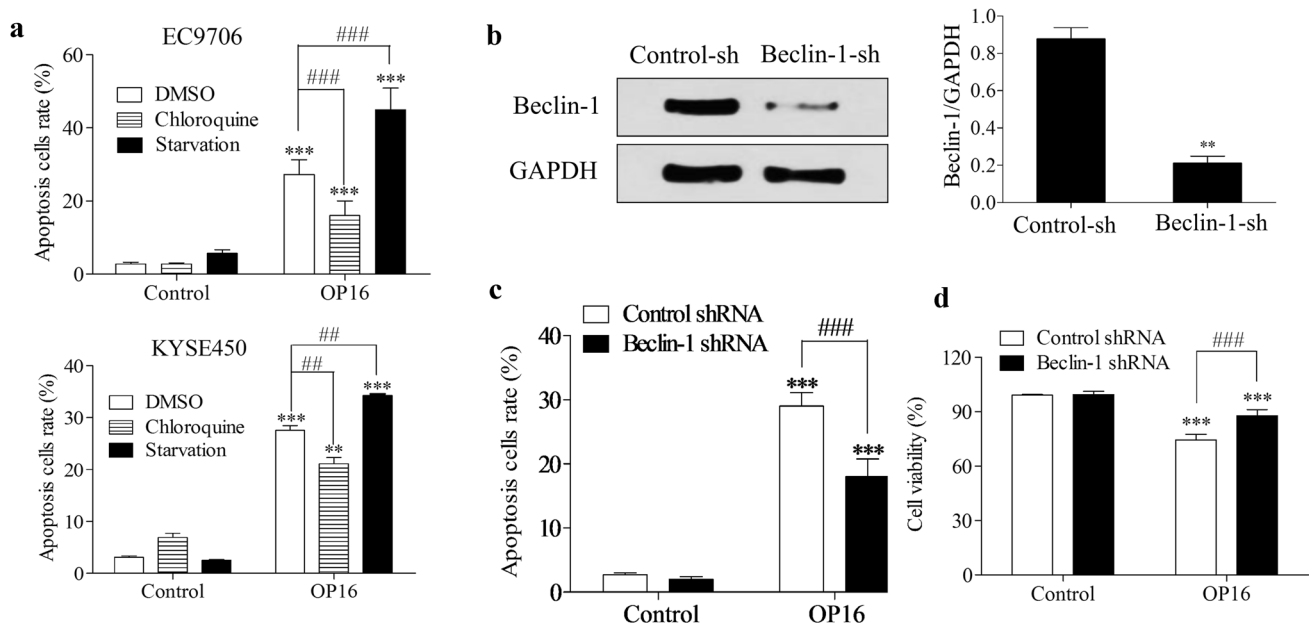 a
EC9706
###
###
***
***
***
DMSO
Chloroquine
Starvation
Apoptosis cells rate (%)
60
40
20
0
Control
OP16
KYSE450
##
##
***
**
***
DMSO
Chloroquine
Starvation
Apoptosis cells rate (%)
40
30
20
10
0
Control
OP16
b
Control-sh Beclin-1-sh
Beclin-1
GAPDH
Beclin-1/GAPDH
1.0
0.8
0.6
0.4
0.2
0.0
**
Control-sh
Beclin-1-sh
c
Control shRNA
Beclin-1 shRNA
###
***
***
Apoptosis cells rate (%)
40
30
20
10
0
Control
OP16
d
Control shRNA
Beclin-1 shRNA
###
***
***
Cell viability (%)
120
90
60
30
0
Control
OP16